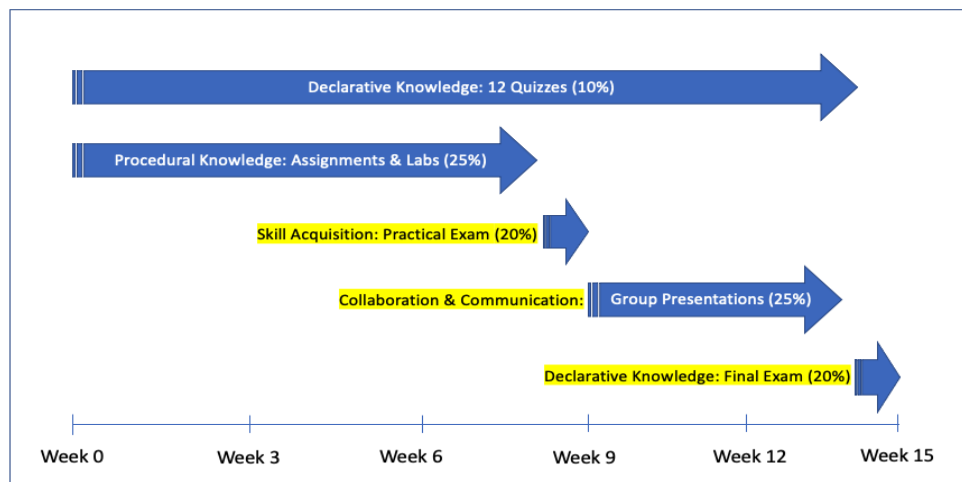 Declarative Knowledge: 12 Quizzes (10%)
Procedural Knowledge: Assignments & Labs (25%)
Skill Acquisition: Practical Exam (20%)
Collaboration & Communication: Group Presentations (25%)
Declarative Knowledge: Final Exam (20%)
Week 0 Week 3 Week 6 Week 9 Week 12 Week 15